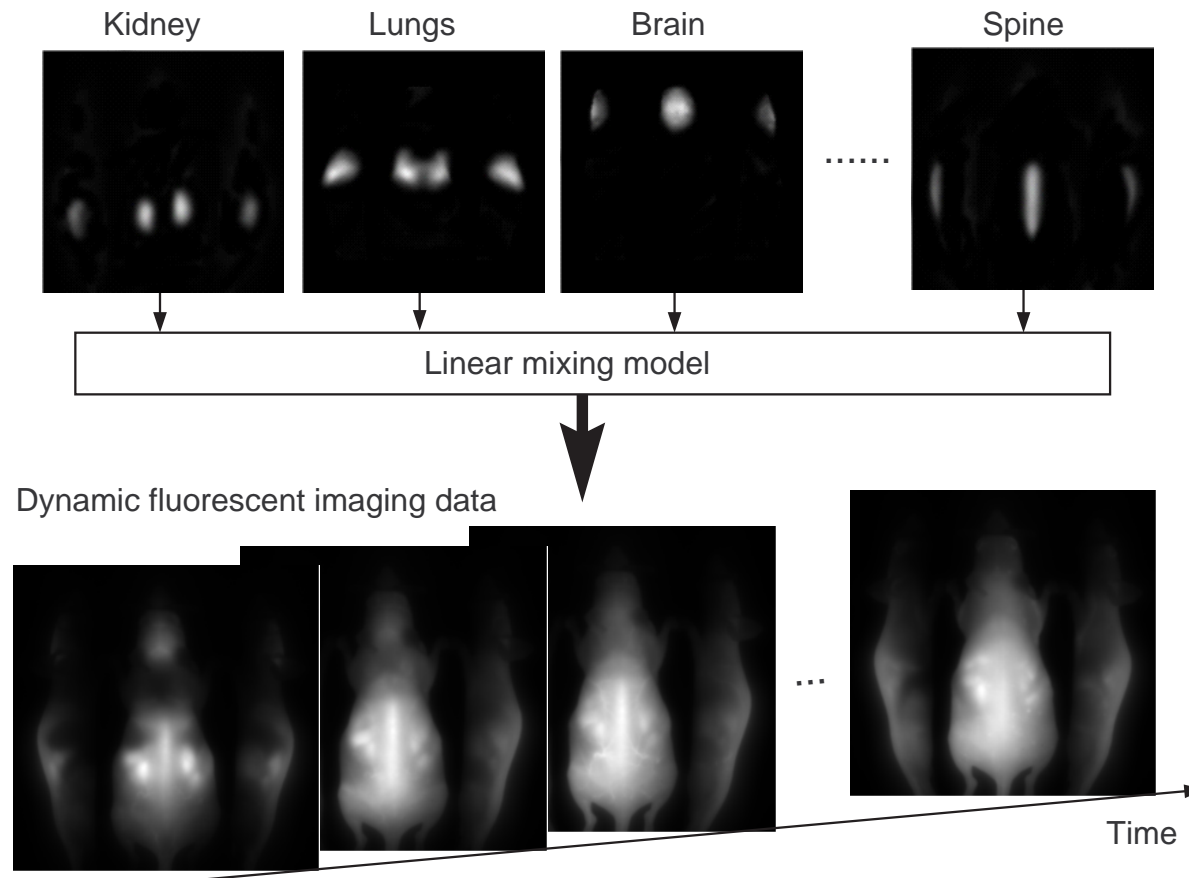 Kidney Lungs Brain Spine
......
Linear mixing model
Dynamic fluorescent imaging data
...
Time